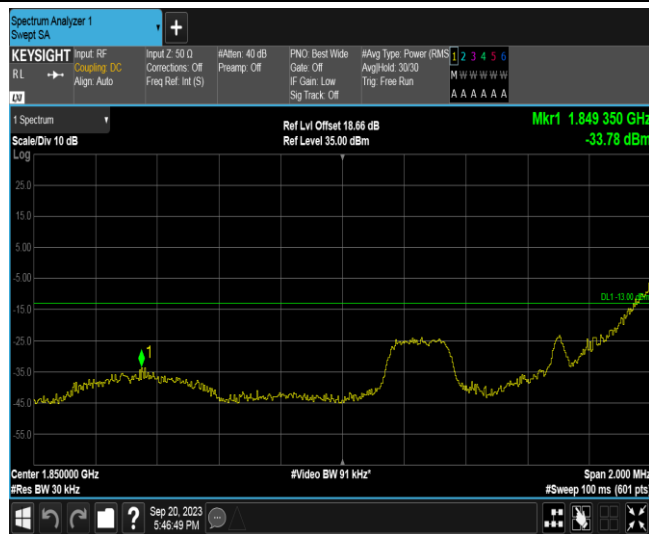 Spectrum Analyzer 1
Swept SA
+
KEYSIGHT
RL
LXI
Input: RF
Coupling: DC
Align: Auto
Input Z: 50 Ω
Corrections: Off
Freq Ref: Int (S)
#Atten: 40 dB
Preamp: Off
PNO: Best Wide
Gate: Off
IF Gain: Low
Sig Track: Off
#Avg Type: Power (RMS
Avg|Hold: 30/30
Trig: Free Run
1 2 3 4 5 6
M W W W W W
A A A A A A
1 Spectrum
Scale/Div 10 dB
Log
Ref Lvl Offset 18.66 dB
Ref Level 35.00 dBm
Mkr1 1.849 350 GHz
-33.78 dBm
25.0
15.0
5.00
-5.00
DL1 -13.00 dBm
-15.0
-25.0
1
-35.0
-45.0
-55.0
Center 1.850000 GHz
#Res BW 30 kHz
#Video BW 91 kHz*
Span 2.000 MHz
#Sweep 100 ms (601 pts
?
Sep 20, 2023
5:46:49 PM